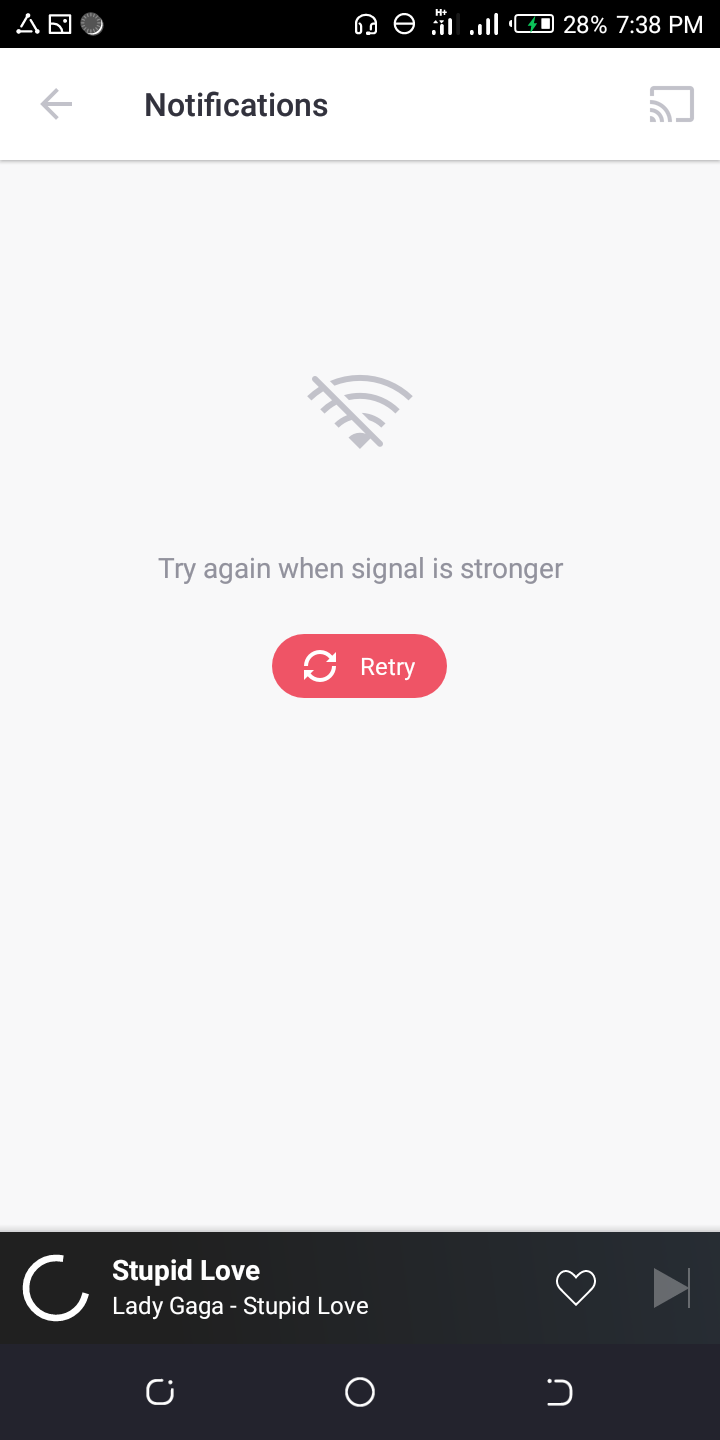 H+
28% 7:38 PM
Notifications
Try again when signal is stronger
Retry
Stupid Love
Lady Gaga - Stupid Love